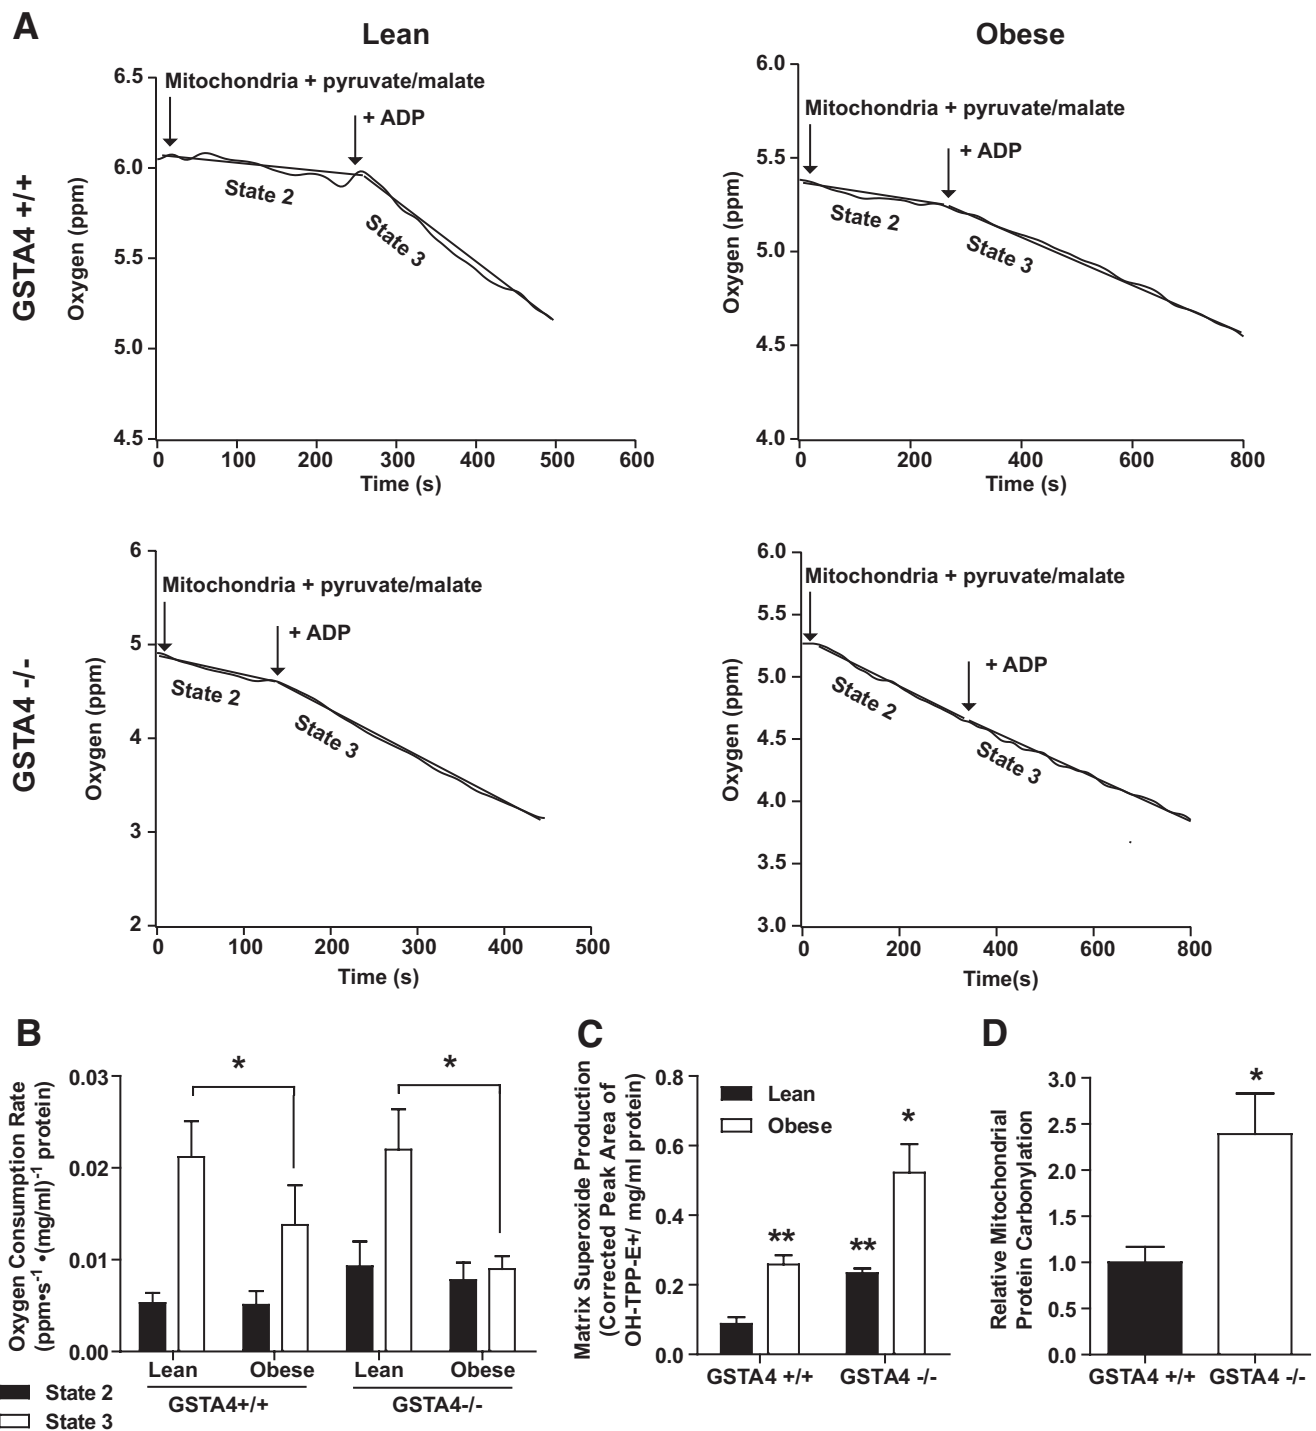 A
Lean
Obese
GSTA4 +/+
Oxygen (ppm)
6.5
6.0
5.5
5.0
4.5
Mitochondria + pyruvate/malate
+ ADP
State 2
State 3
0 100 200 300 400 500 600
Time (s)
Oxygen (ppm)
6.0
5.5
5.0
4.5
4.0
Mitochondria + pyruvate/malate
+ ADP
State 2
State 3
0 200 400 600 800
Time (s)
GSTA4 -/-
Oxygen (ppm)
6
5
4
3
2
Mitochondria + pyruvate/malate
+ ADP
State 2
State 3
0 100 200 300 400 500
Time (s)
Oxygen (ppm)
6.0
5.5
5.0
4.5
4.0
3.5
3.0
Mitochondria + pyruvate/malate
+ ADP
State 2
State 3
0 200 400 600 800
Time(s)
B
Oxygen Consumption Rate
(ppm•s⁻¹ •(mg/ml)⁻¹ protein)
0.03
0.02
0.01
0.00
* *
Lean Obese Lean Obese
GSTA4+/+ GSTA4-/-
State 2
State 3
C
Matrix Superoxide Production
(Corrected Peak Area of
OH-TPP-E+/ mg/ml protein)
0.8
0.6
0.4
0.2
0.0
Lean
Obese
** ** *
GSTA4 +/+ GSTA4 -/-
D
Relative Mitochondrial
Protein Carbonylation
3.0
2.5
2.0
1.5
1.0
0.5
0.0
*
GSTA4 +/+ GSTA4 -/-